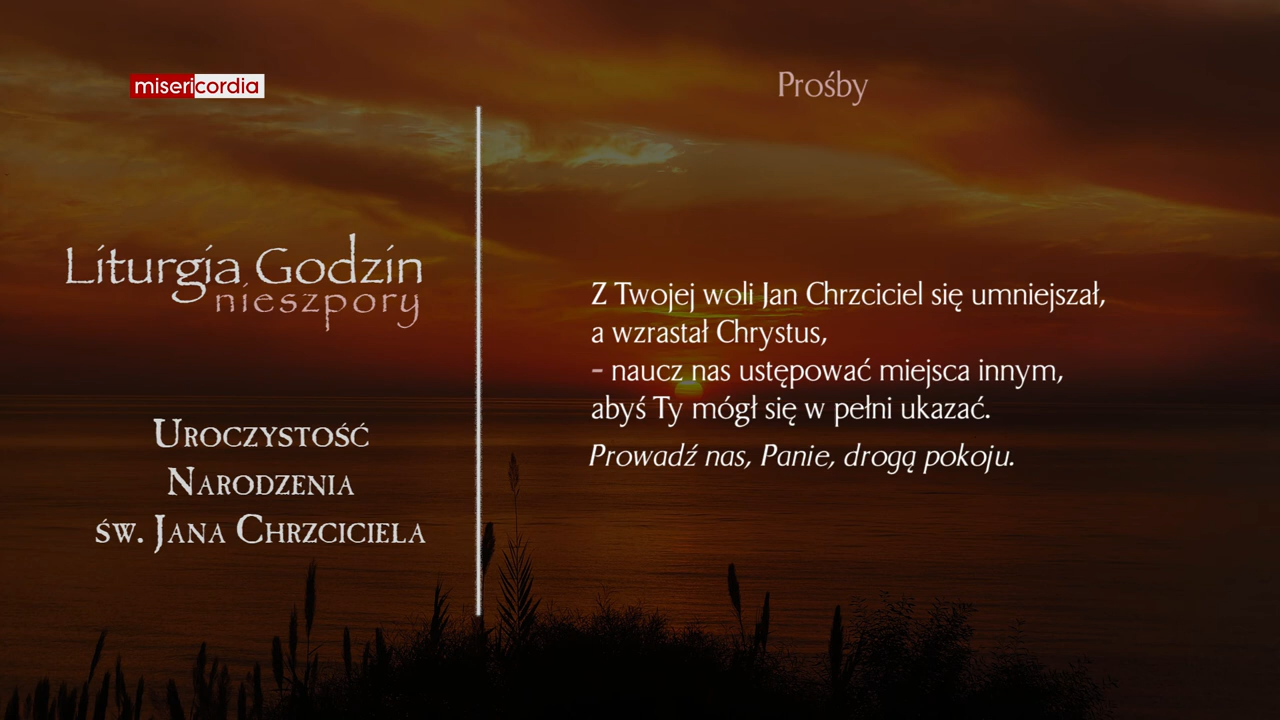 misericordia
Liturgia Godzin
nieszpory
Uroczystość
Narodzenia
św. Jana Chrzciciela
Prośby
Z Twojej woli Jan Chrzciciel się umniejszał,
a wzrastał Chrystus,
- naucz nas ustępować miejsca innym,
abyś Ty mógł się w pełni ukazać.
Prowadź nas, Panie, drogą pokoju.